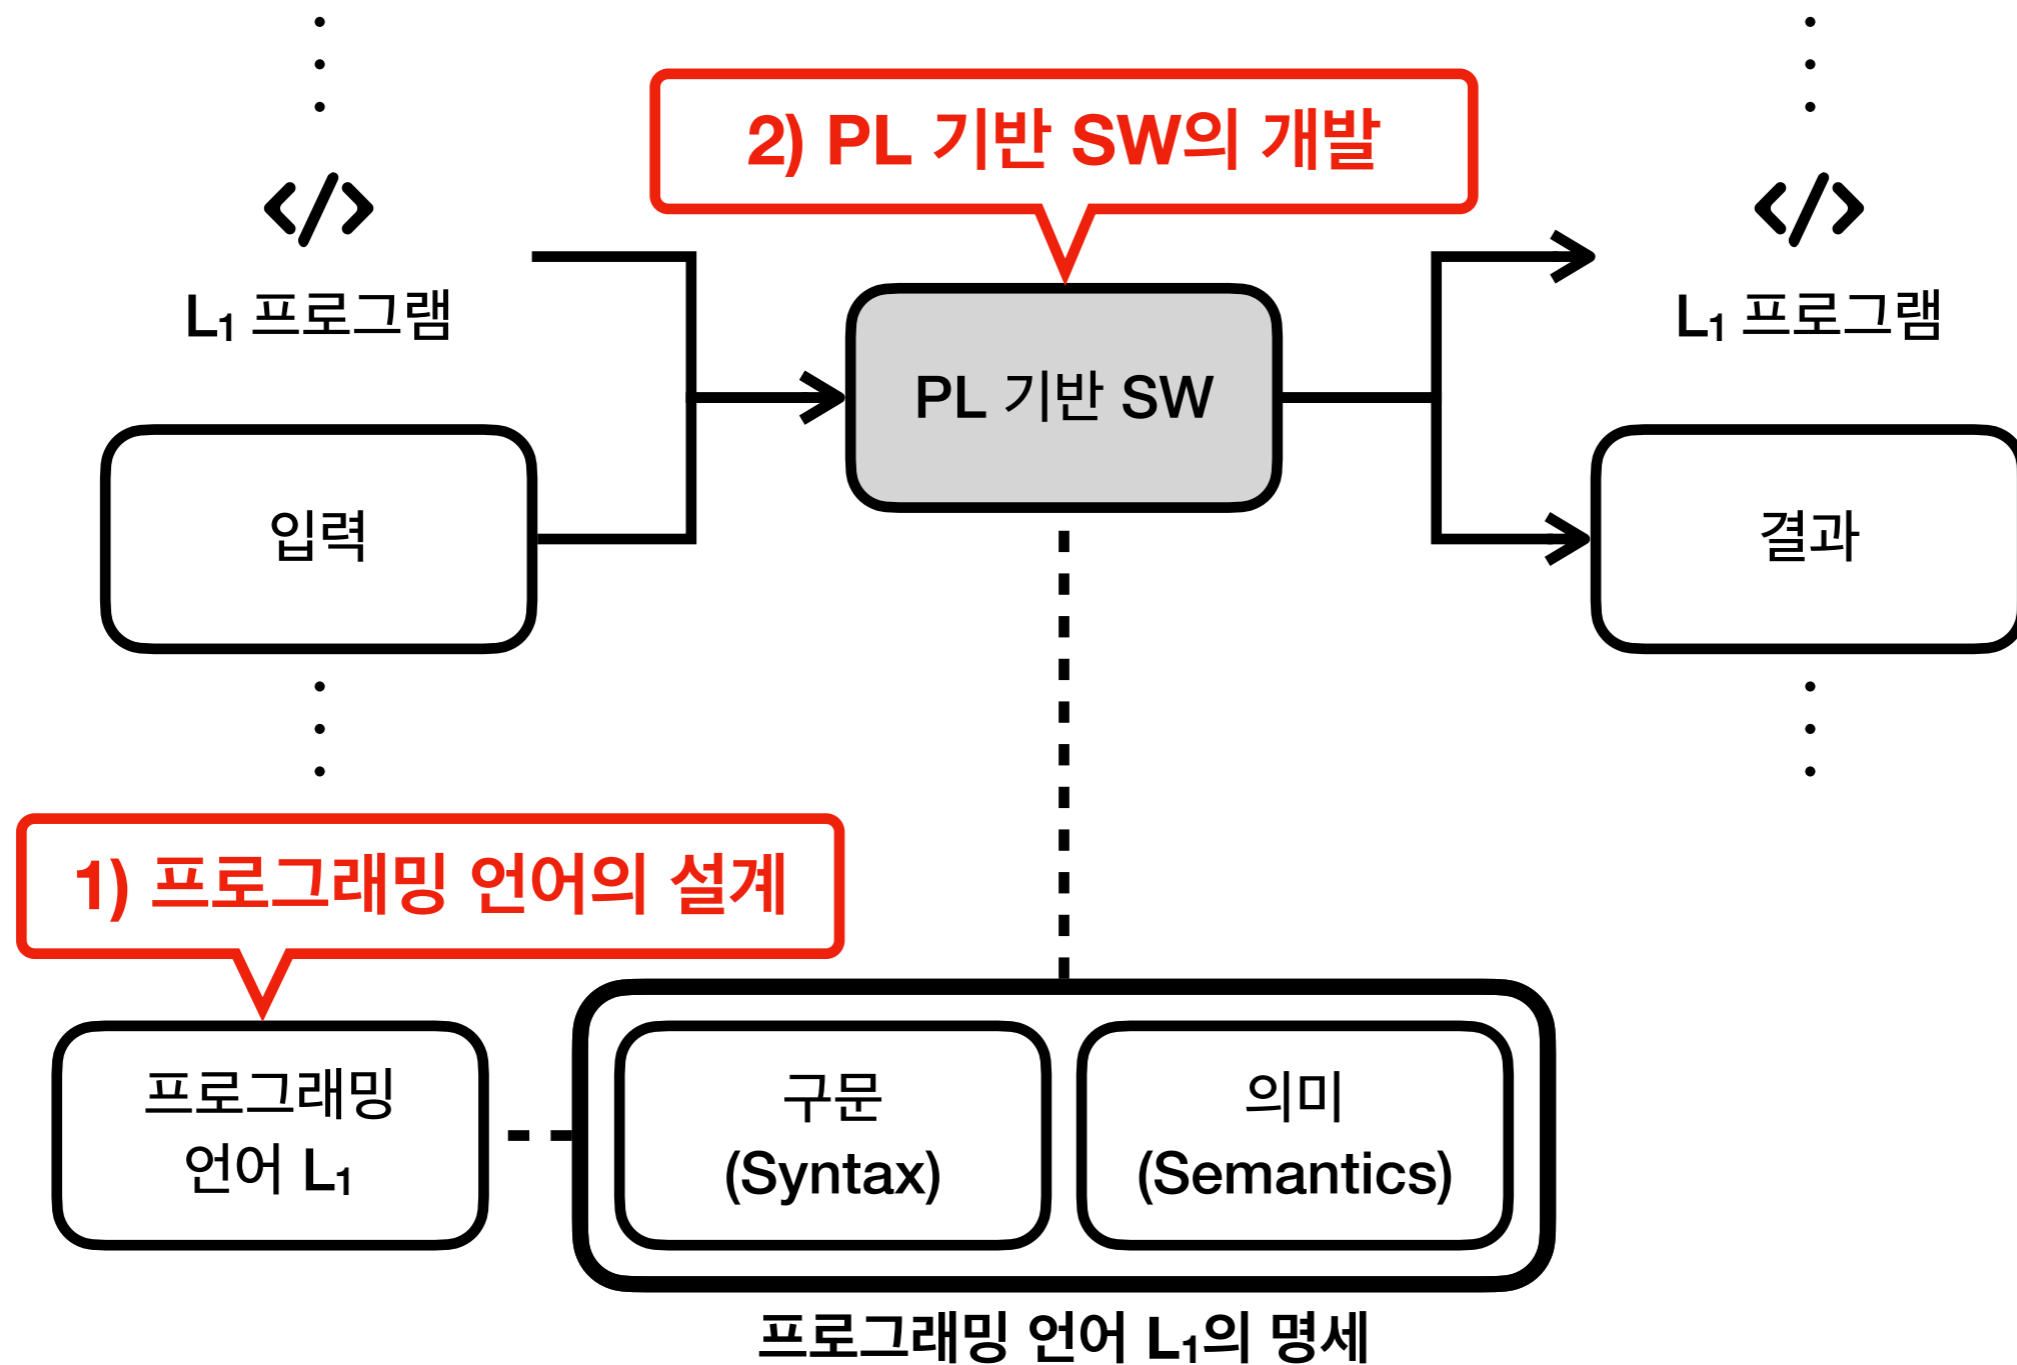 2) PL 기반 SW의 개발
</>
</>
L₁ 프로그램
L₁ 프로그램
PL 기반 SW
입력
결과
1) 프로그래밍 언어의 설계
프로그래밍
언어 L₁
구문
(Syntax)
의미
(Semantics)
프로그래밍 언어 L₁의 명세